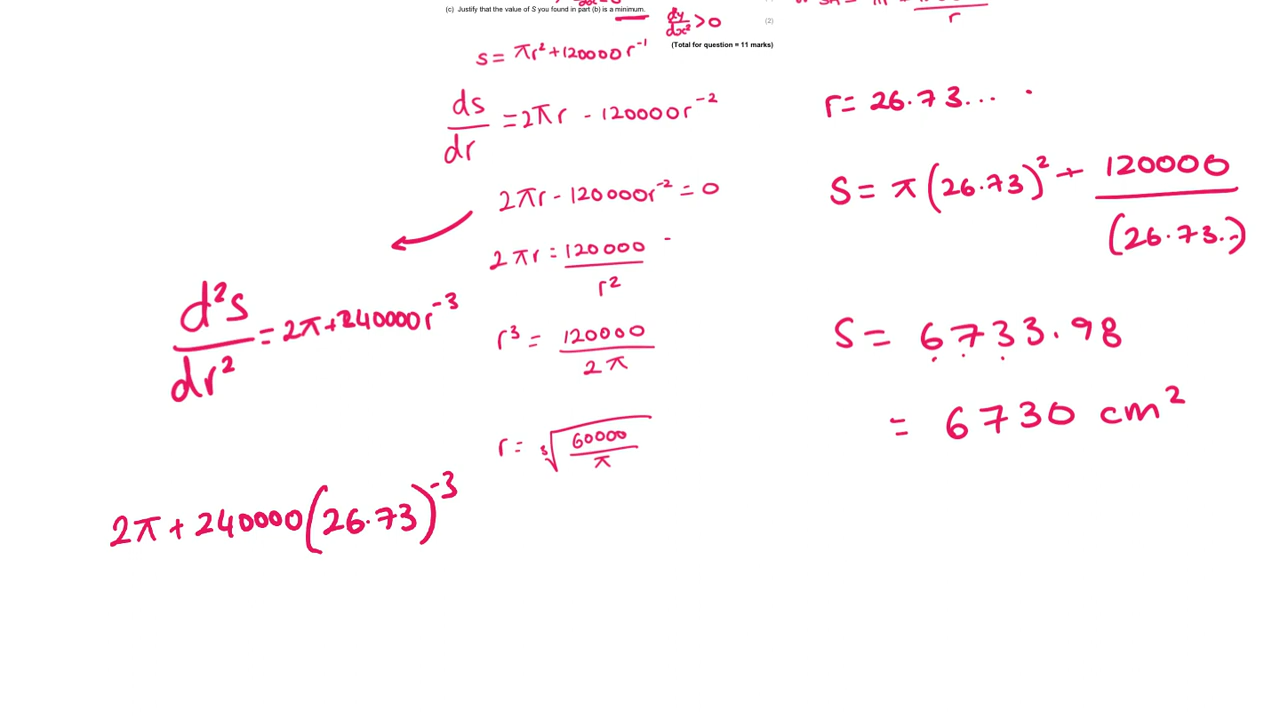 (c) Justify that the value of S you found in part (b) is a minimum.
dy/dx² > 0
(2)
r
(Total for question = 11 marks)
s = πr² + 120000r⁻¹
ds/dr = 2πr - 120000r⁻²
2πr - 120000r⁻² = 0
2πr = 120000/r²
r³ = 120000/2π
r = ∛(60000/π)
d²s/dr² = 2π + 240000r⁻³
2π + 240000(26.73)⁻³
r = 26.73...
S = π(26.73)² + 120000/(26.73..)
S = 6733.98
= 6730 cm²